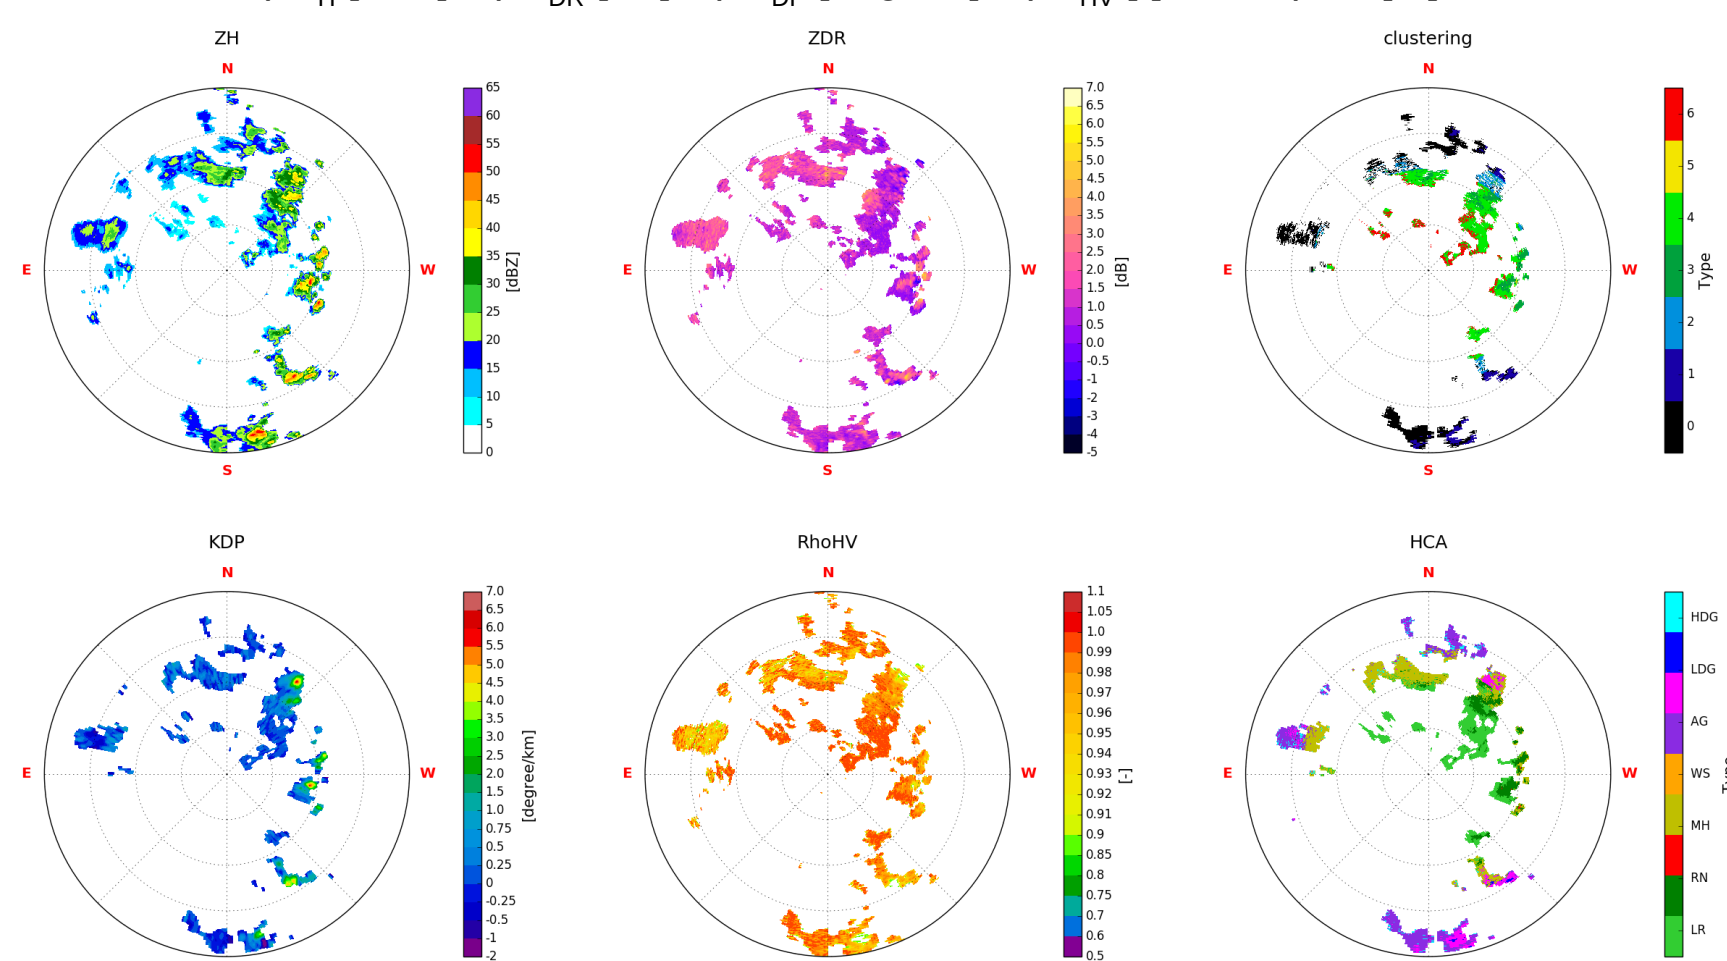 ZH
N
E
W
S
65
60
55
50
45
40
35
30
25
20
15
10
5
0
[dBZ]
ZDR
N
E
W
S
7.0
6.5
6.0
5.5
5.0
4.5
4.0
3.5
3.0
2.5
2.0
1.5
1.0
0.5
0.0
-0.5
-1
-2
-3
-4
-5
[dB]
clustering
N
E
W
S
6
5
4
3
2
1
0
Type
KDP
N
E
W
S
7.0
6.5
6.0
5.5
5.0
4.5
4.0
3.5
3.0
2.5
2.0
1.5
1.0
0.75
0.5
0.25
0
-0.25
-0.5
-1
-2
[degree/km]
RhoHV
N
E
W
S
1.1
1.05
1.0
0.99
0.98
0.97
0.96
0.95
0.94
0.93
0.92
0.91
0.9
0.85
0.8
0.75
0.7
0.6
0.5
[-]
HCA
N
E
W
S
HDG
LDG
AG
WS
MH
RN
LR